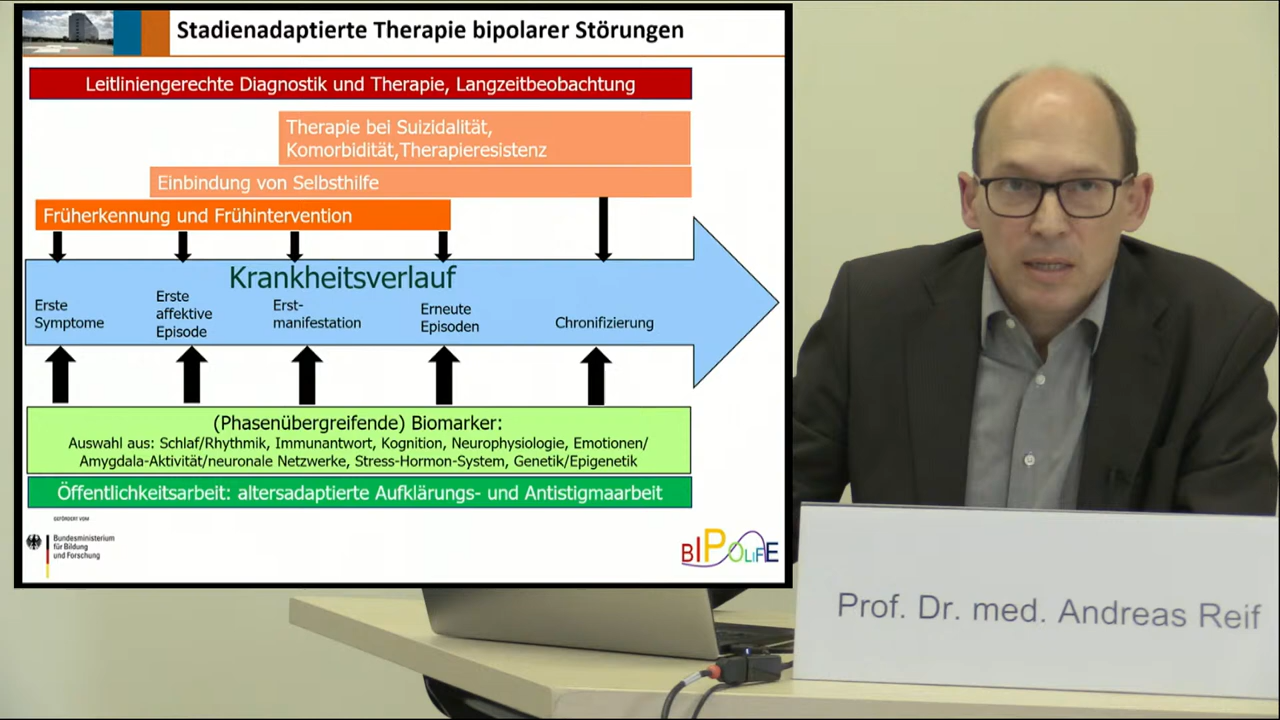 Stadienadaptierte Therapie bipolarer Störungen
Leitliniengerechte Diagnostik und Therapie, Langzeitbeobachtung
Therapie bei Suizidalität,
Komorbidität,Therapieresistenz
Einbindung von Selbsthilfe
Früherkennung und Frühintervention
Krankheitsverlauf
Erste
Symptome
Erste
affektive
Episode
Erst-
manifestation
Erneute
Episoden
Chronifizierung
(Phasenübergreifende) Biomarker:
Auswahl aus: Schlaf/Rhythmik, Immunantwort, Kognition, Neurophysiologie, Emotionen/
Amygdala-Aktivität/neuronale Netzwerke, Stress-Hormon-System, Genetik/Epigenetik
Öffentlichkeitsarbeit: altersadaptierte Aufklärungs- und Antistigmaarbeit
GEFÖRDERT VOM
Bundesministerium
für Bildung
und Forschung
BIPOLIFE
Prof. Dr. med. Andreas Reif